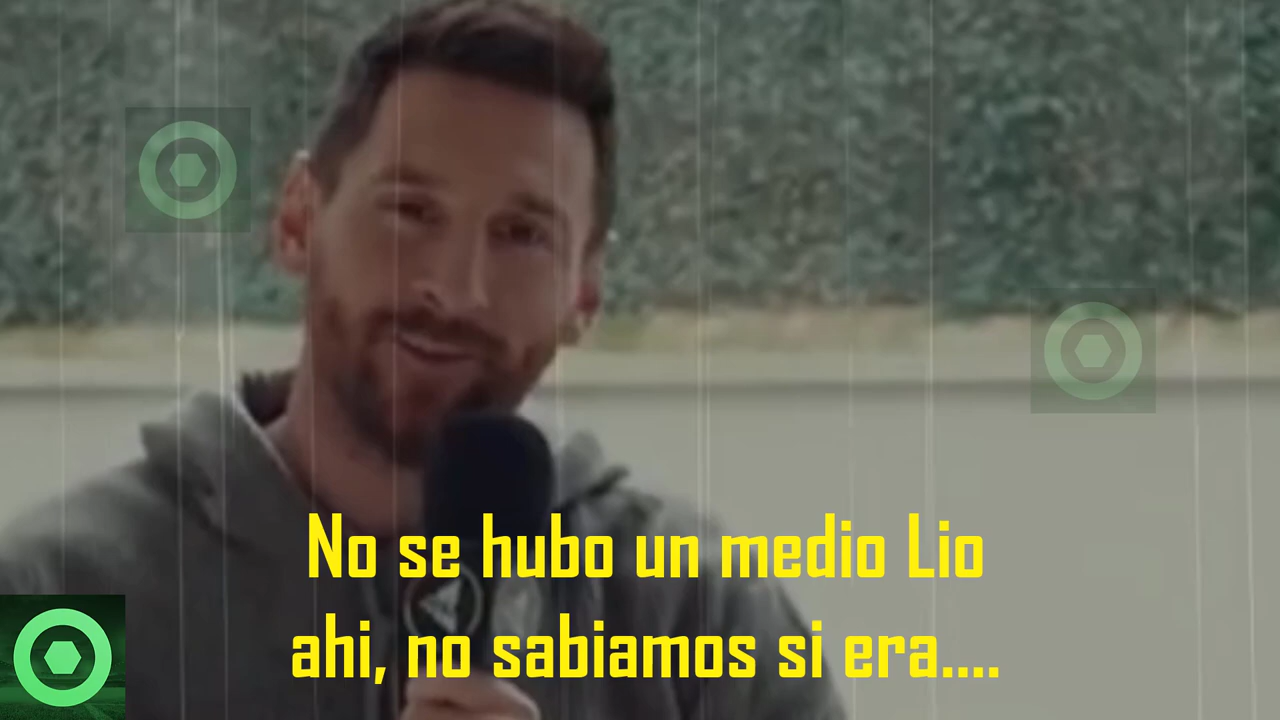 No se hubo un medio Lio
ahi, no sabiamos si era....